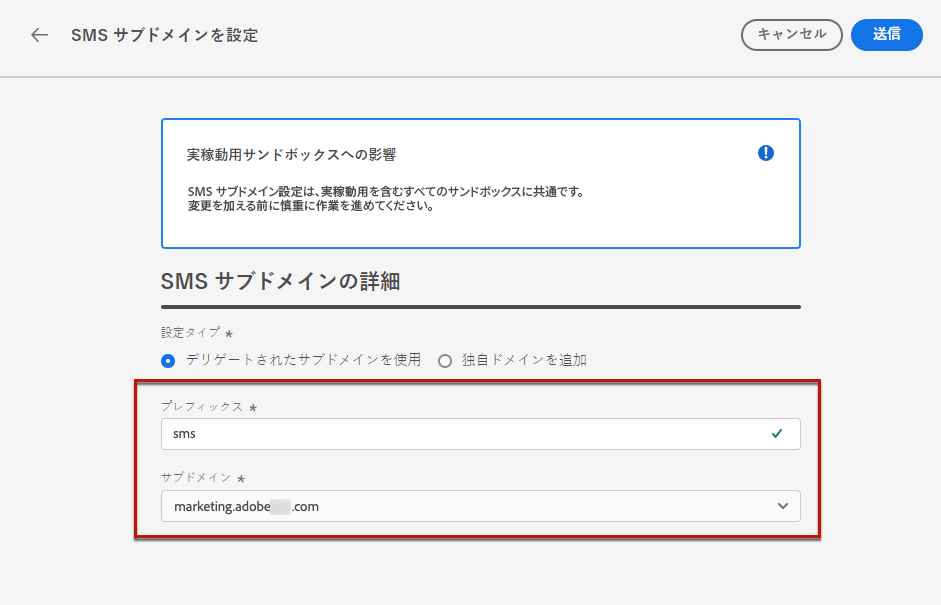 SMS サブドメインを設定
キャンセル
送信
実稼動用サンドボックスへの影響
SMS サブドメイン設定は、実稼動用を含むすべてのサンドボックスに共通です。
変更を加える前に慎重に作業を進めてください。
SMS サブドメインの詳細
設定タイプ *
デリゲートされたサブドメインを使用
独自ドメインを追加
プレフィックス *
sms
サブドメイン *
marketing.adobe .com